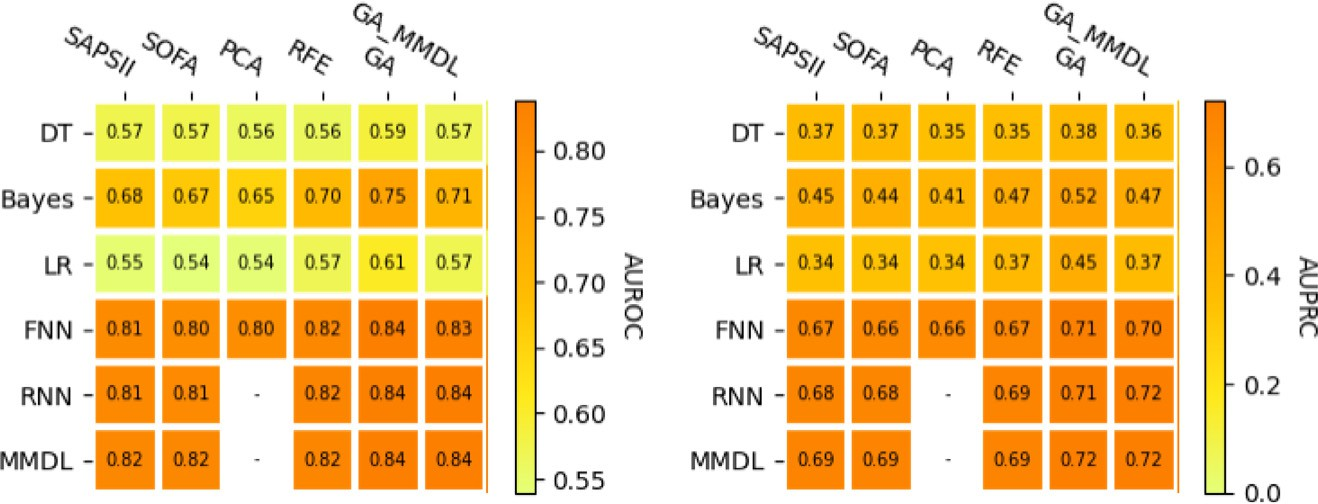 SAPSII SOFA PCA RFE GA GA_MMDL
DT 0.57 0.57 0.56 0.56 0.59 0.57
Bayes 0.68 0.67 0.65 0.70 0.75 0.71
LR 0.55 0.54 0.54 0.57 0.61 0.57
FNN 0.81 0.80 0.80 0.82 0.84 0.83
RNN 0.81 0.81 - 0.82 0.84 0.84
MMDL 0.82 0.82 - 0.82 0.84 0.84
0.80
0.75
0.70
0.65
0.60
0.55
AUROC
SAPSII SOFA PCA RFE GA GA_MMDL
DT 0.37 0.37 0.35 0.35 0.38 0.36
Bayes 0.45 0.44 0.41 0.47 0.52 0.47
LR 0.34 0.34 0.34 0.37 0.45 0.37
FNN 0.67 0.66 0.66 0.67 0.71 0.70
RNN 0.68 0.68 - 0.69 0.71 0.72
MMDL 0.69 0.69 - 0.69 0.72 0.72
0.6
0.4
0.2
0.0
AUPRC